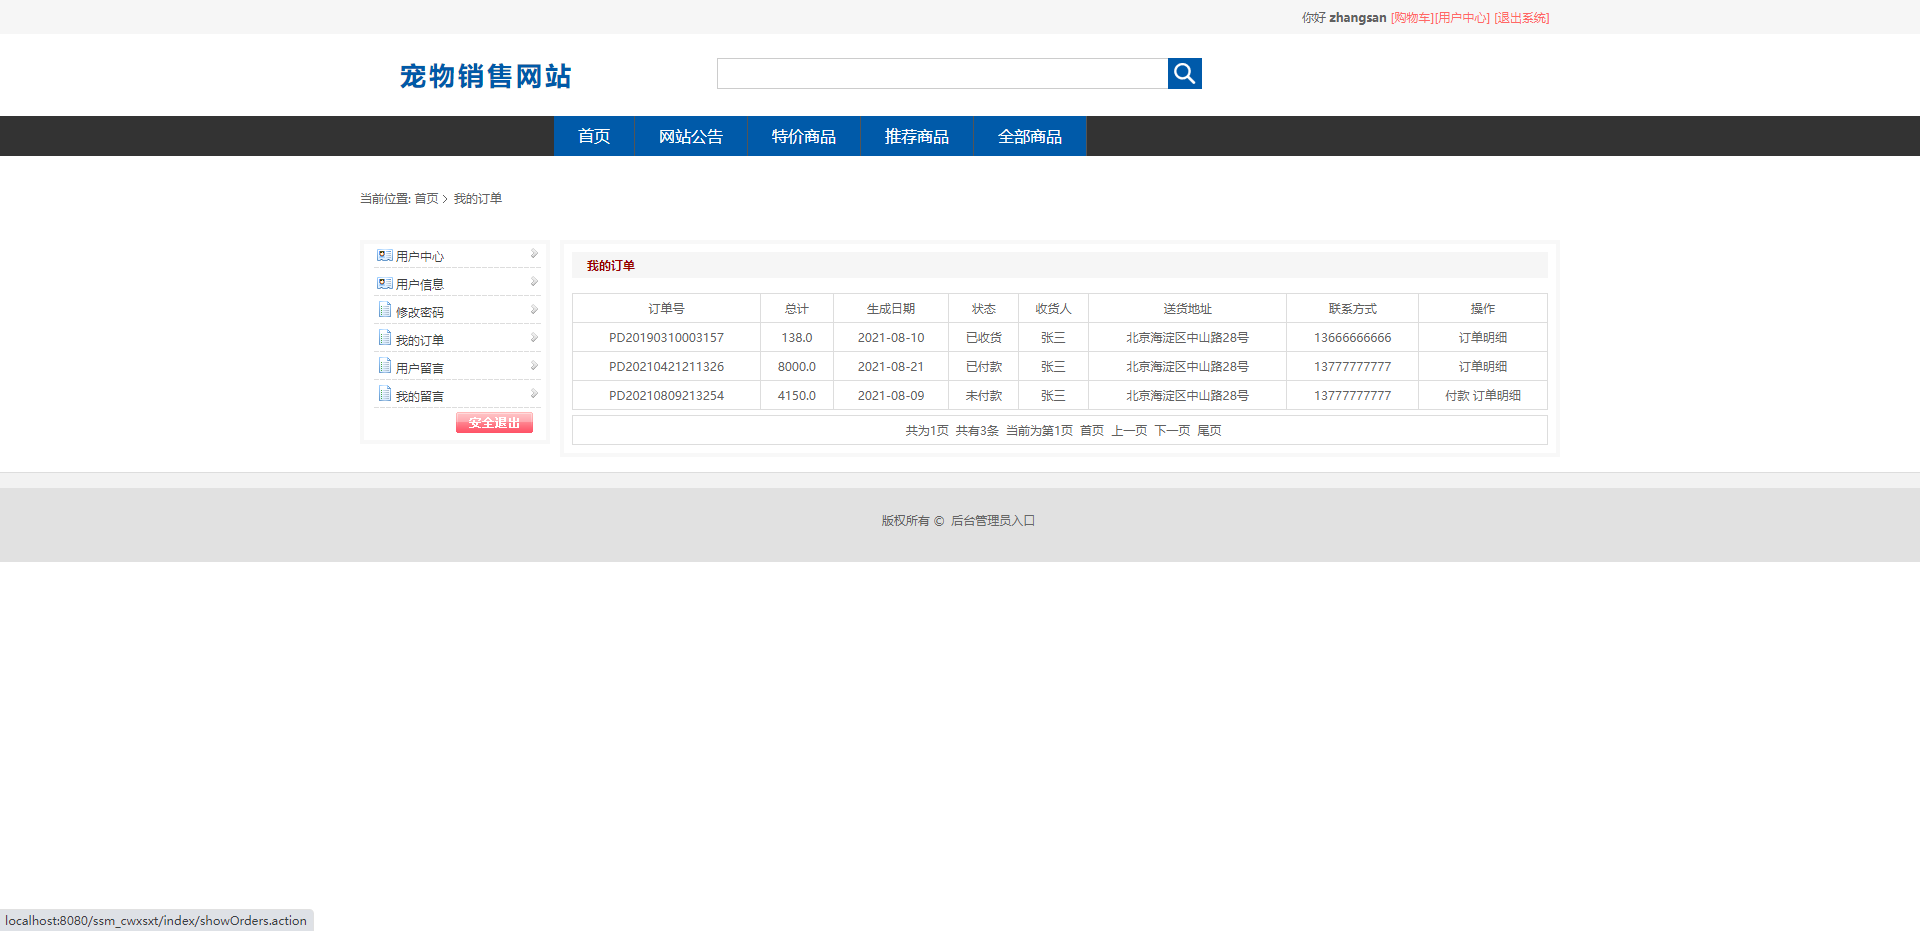 你好 zhangsan [购物车][用户中心] [退出系统]
宠物销售网站
首页 网站公告 特价商品 推荐商品 全部商品
当前位置: 首页 > 我的订单
用户中心
用户信息
修改密码
我的订单
用户留言
我的留言
安全退出
我的订单
订单号 总计 生成日期 状态 收货人 送货地址 联系方式 操作
PD20190310003157 138.0 2021-08-10 已收货 张三 北京海淀区中山路28号 13666666666 订单明细
PD20210421211326 8000.0 2021-08-21 已付款 张三 北京海淀区中山路28号 13777777777 订单明细
PD20210809213254 4150.0 2021-08-09 未付款 张三 北京海淀区中山路28号 13777777777 付款 订单明细
共为1页 共有3条 当前为第1页 首页 上一页 下一页 尾页
版权所有 © 后台管理员入口
localhost:8080/ssm_cwxsxt/index/showOrders.action